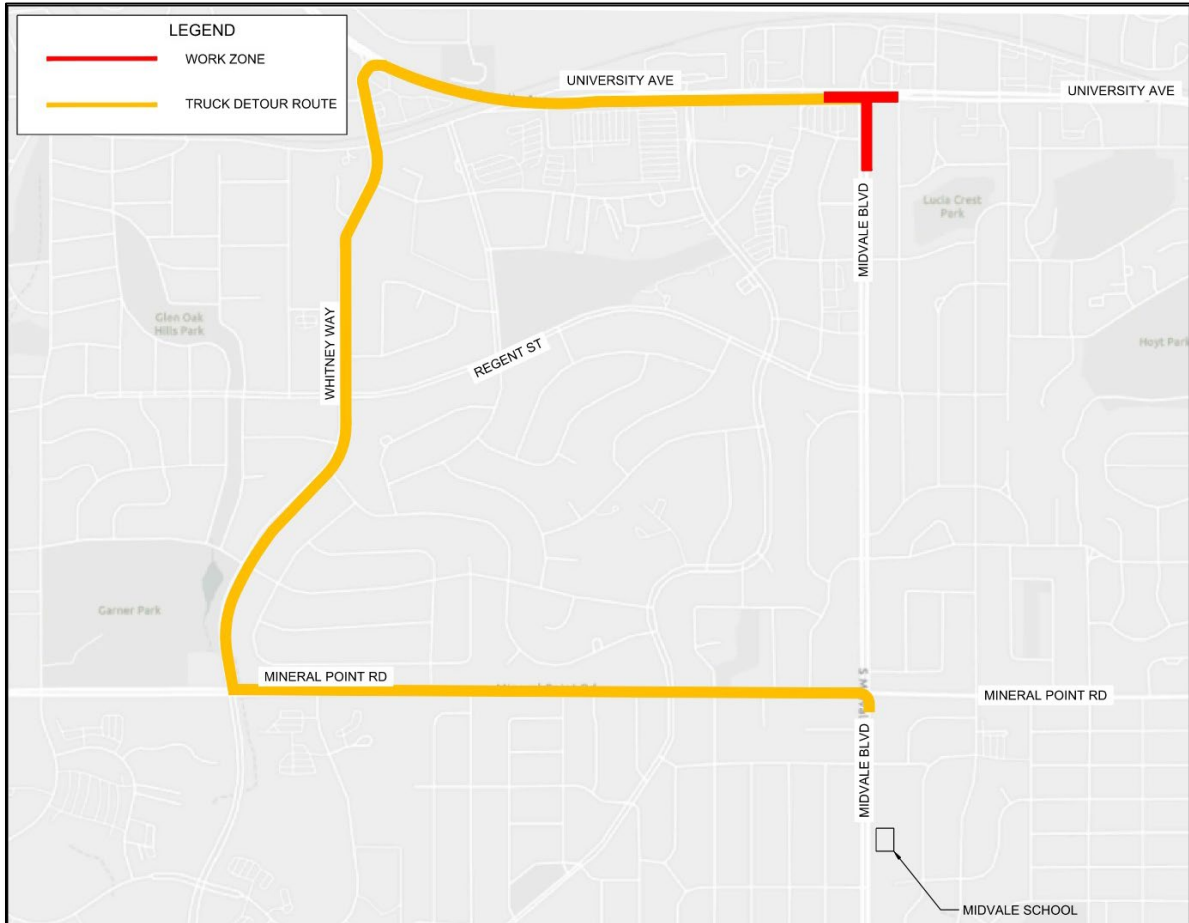 LEGEND
WORK ZONE
TRUCK DETOUR ROUTE
UNIVERSITY AVE
UNIVERSITY AVE
MIDVALE BLVD
Lucia Crest
Park
Glen Oak
Hills Park
WHITNEY WAY
REGENT ST
Hoyt Park
Garner Park
MINERAL POINT RD
MINERAL POINT RD
MIDVALE BLVD
MIDVALE SCHOOL